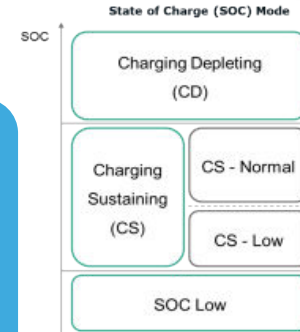 State of Charge (SOC) Mode
SOC
Charging Depleting
(CD)
Charging
Sustaining
(CS)
CS - Normal
CS - Low
SOC Low